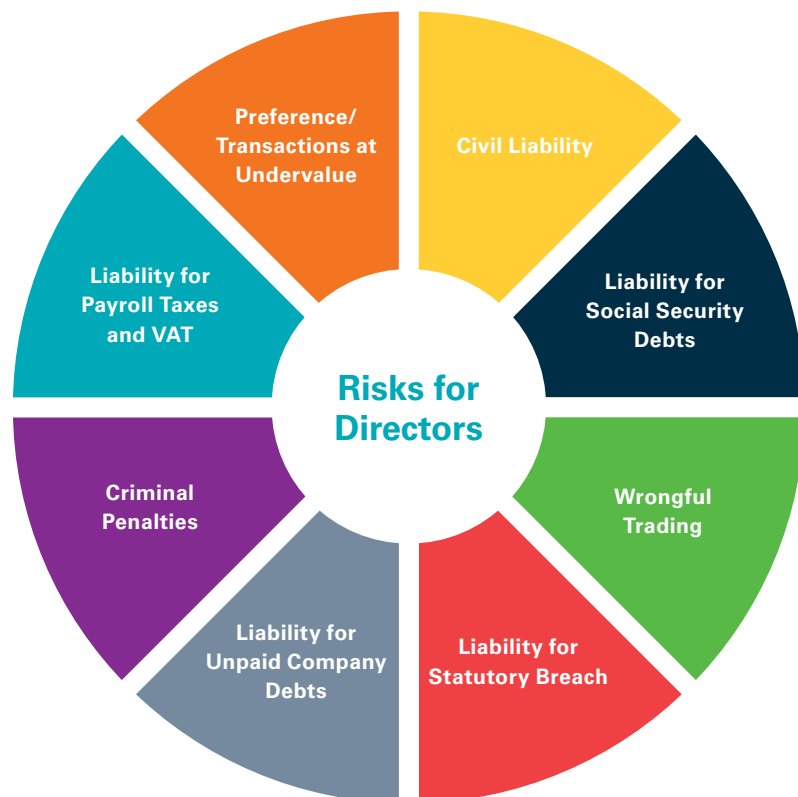 Risks for
Directors
Civil Liability
Liability for
Social Security
Debts
Wrongful
Trading
Liability for
Statutory Breach
Liability for
Unpaid Company
Debts
Criminal
Penalties
Liability for
Payroll Taxes
and VAT
Preference/
Transactions at
Undervalue